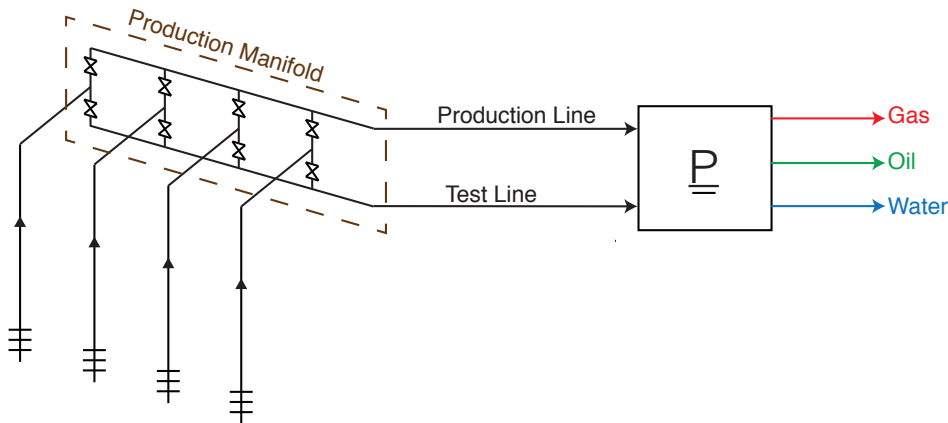 Production Manifold
Production Line
Test Line
P
Gas
Oil
Water